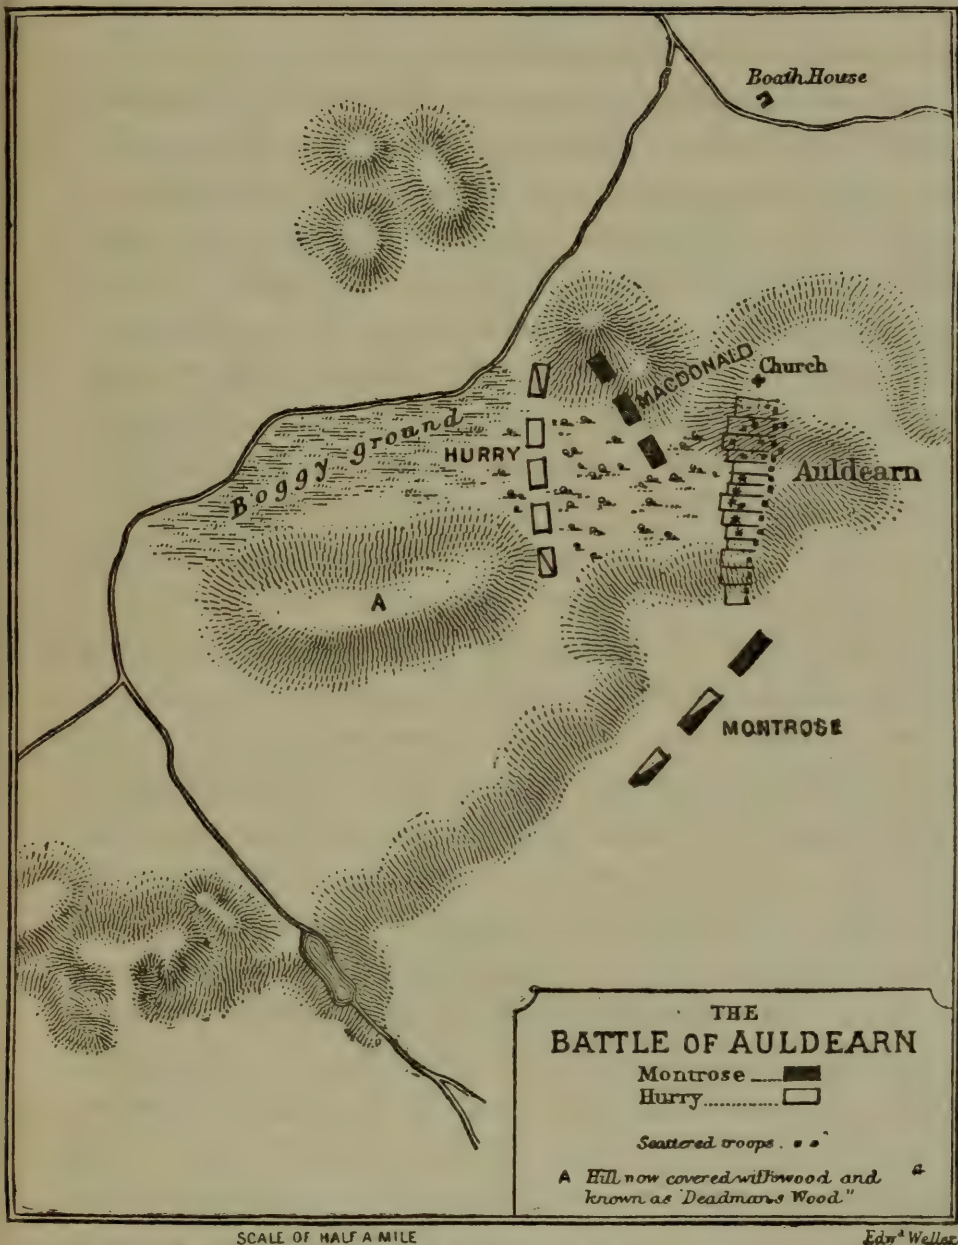 Boath House
MACDONALD
Church
Boggy ground
HURRY
Auldearn
A
MONTROSE
THE
BATTLE OF AULDEARN
Montrose
Hurry
Scattered troops.
A Hill now covered with wood and
known as "Deadmans Wood"
SCALE OF HALF A MILE
Edwd Weller